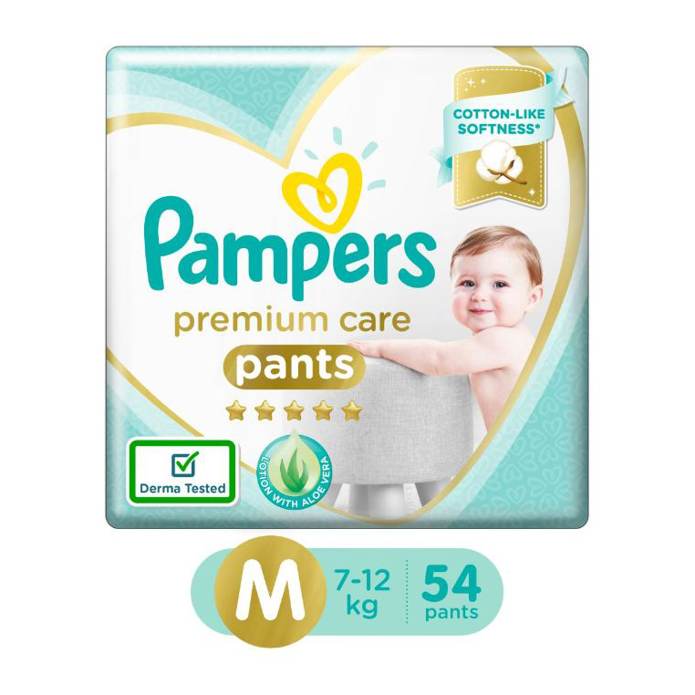 COTTON-LIKE
SOFTNESS*
Pampers
premium care
pants
Derma Tested
LOTION WITH ALOE VERA
M
7-12
kg
54
pants